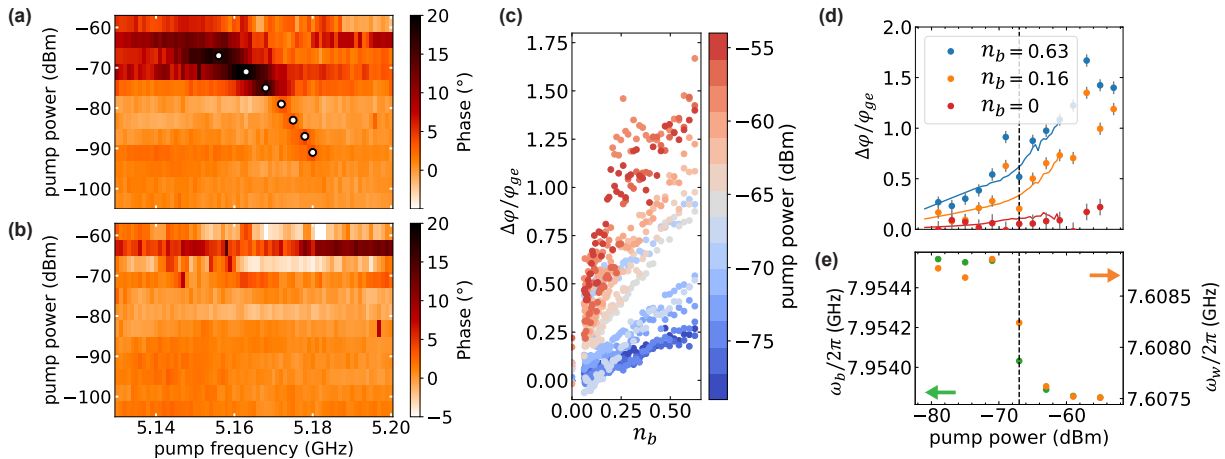 (a)
pump power (dBm)
−60
−70
−80
−90
−100
20
15
10
5
0
Phase (°)
(b)
pump power (dBm)
−60
−70
−80
−90
−100
5.14
5.16
5.18
5.20
pump frequency (GHz)
20
15
10
5
0
−5
Phase (°)
(c)
Δφ/φ_ge
1.75
1.50
1.25
1.00
0.75
0.50
0.25
0.00
0.00
0.25
0.50
n_b
−55
−60
−65
−70
−75
pump power (dBm)
(d)
Δφ/φ_ge
2.0
1.5
1.0
0.5
0.0
n_b = 0.63
n_b = 0.16
n_b = 0
(e)
ω_b/2π (GHz)
7.9544
7.9542
7.9540
7.6085
7.6080
7.6075
ω_w/2π (GHz)
−80
−70
−60
pump power (dBm)